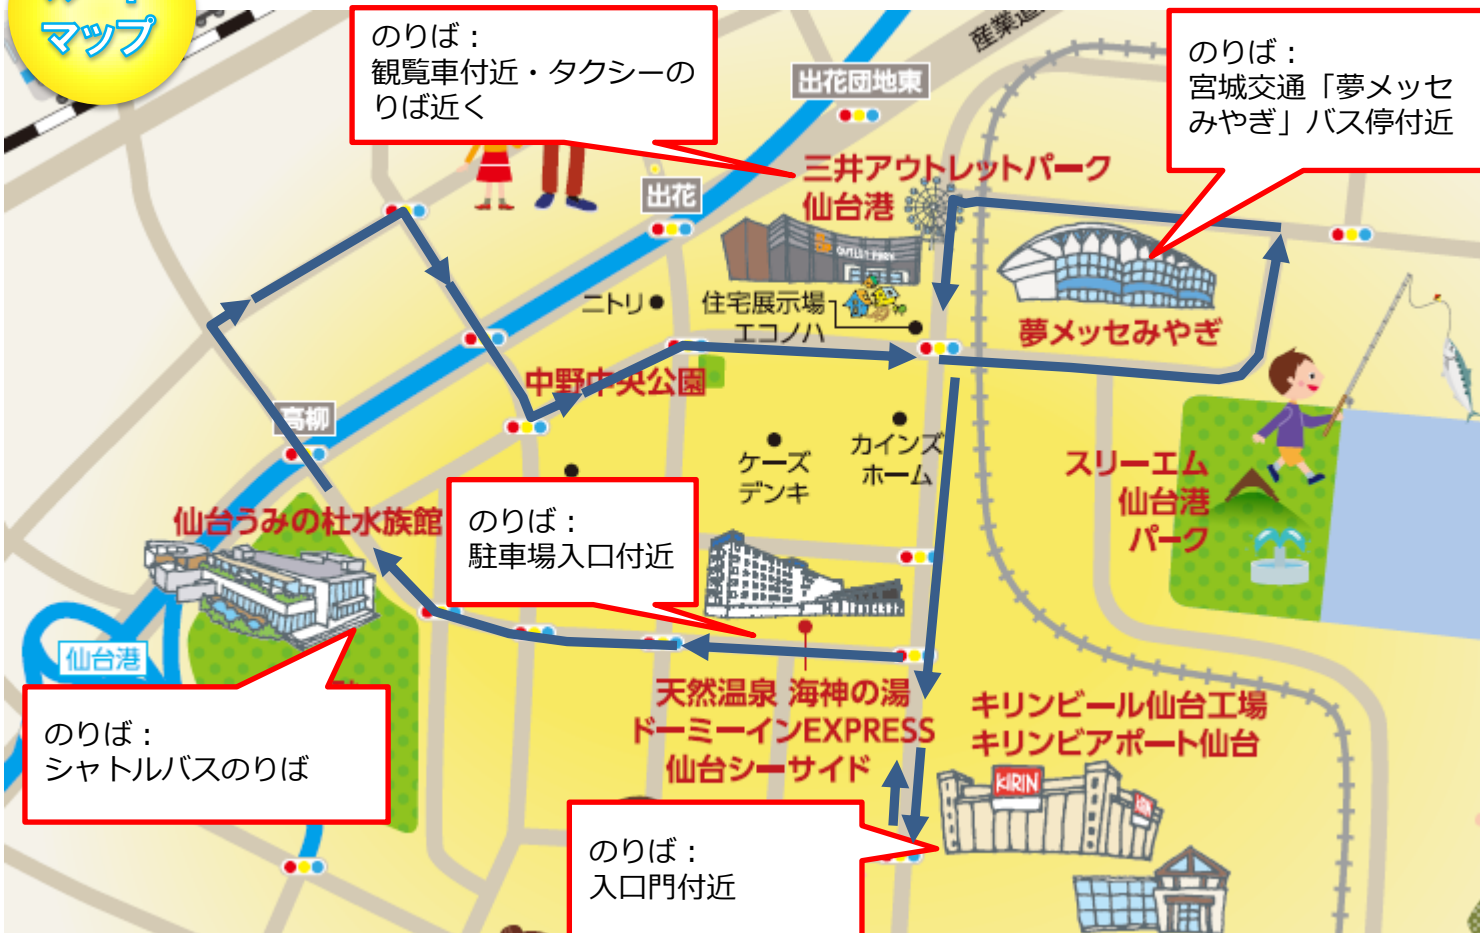 マップ
のりば：
観覧車付近・タクシーの
りば近く
出花団地東
産業道
のりば：
宮城交通「夢メッセ
みやぎ」バス停付近
三井アウトレットパーク
仙台港
出花
OUTLET PARK
ニトリ
住宅展示場
エコノハ
夢メッセみやぎ
中野中央公園
高柳
カインズ
ホーム
ケーズ
デンキ
スリーエム
仙台港
パーク
仙台うみの杜水族館
のりば：
駐車場入口付近
仙台港
のりば：
シャトルバスのりば
天然温泉 海神の湯
ドーミーインEXPRESS
仙台シーサイド
キリンビール仙台工場
キリンビアポート仙台
KIRIN
のりば：
入口門付近